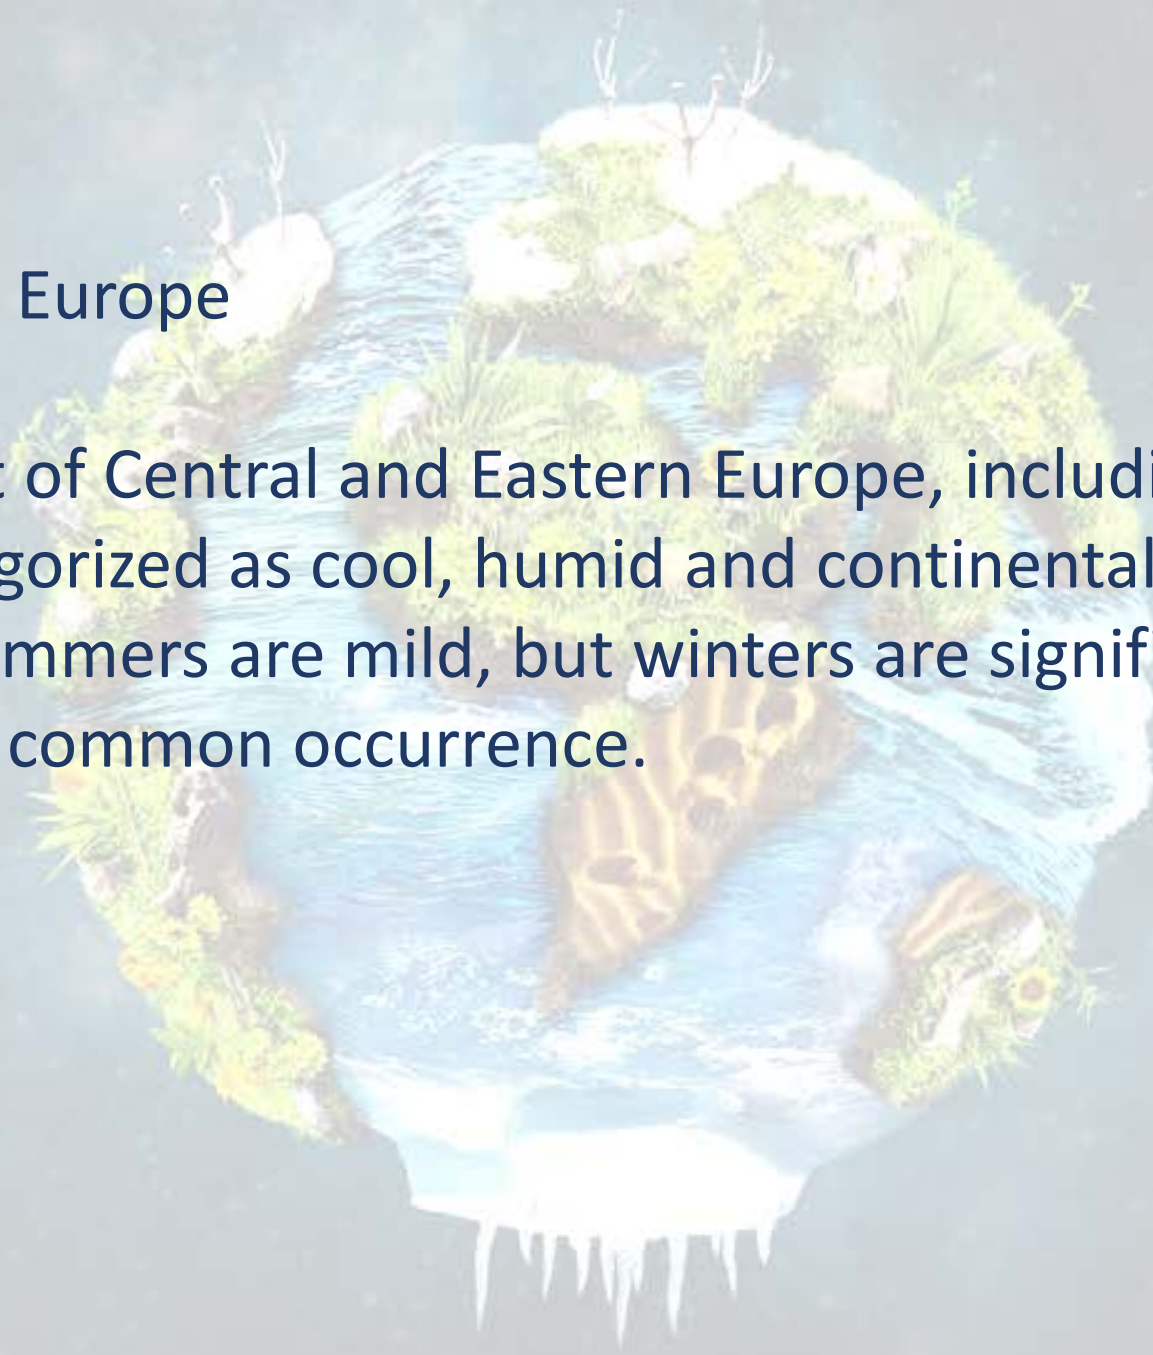 Europe
of Central and Eastern Europe, includi
gorized as cool, humid and continental
mmers are mild, but winters are signif
common occurrence.